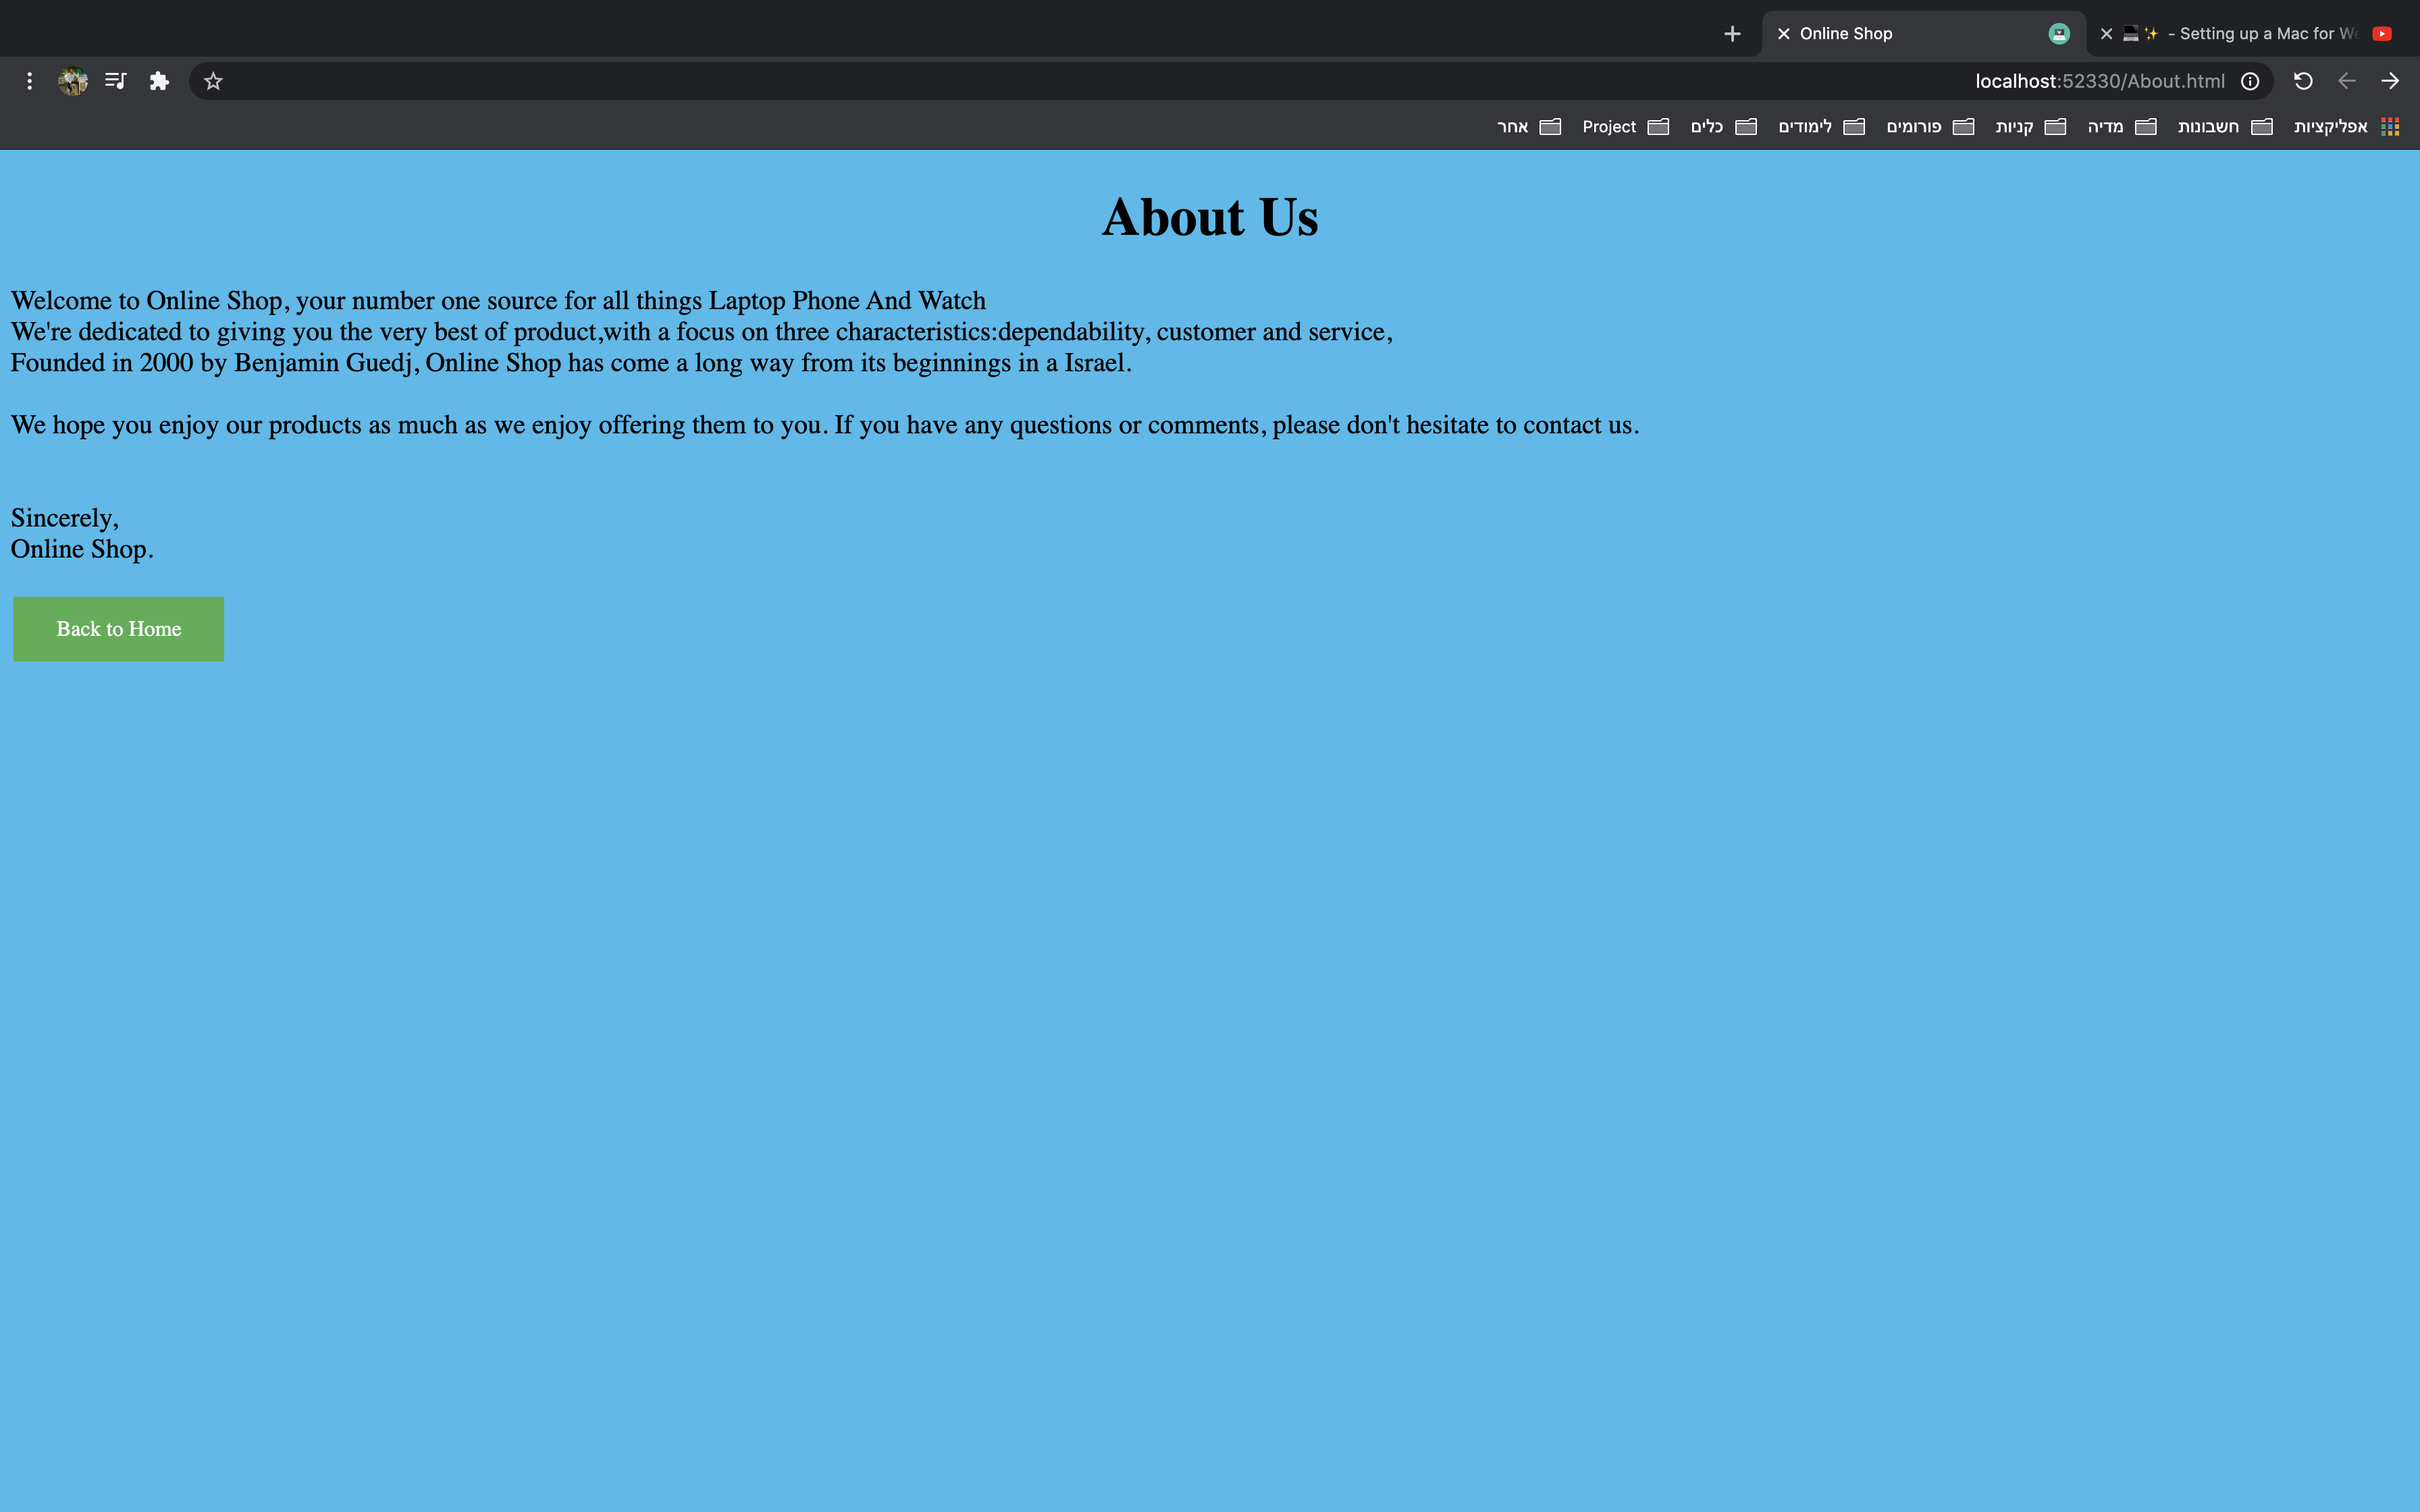 Online Shop
- Setting up a Mac for We
localhost:52330/About.html
אפליקציות חשבונות מדיה קניות פורומים לימודים כלים Project אחר
About Us
Welcome to Online Shop, your number one source for all things Laptop Phone And Watch
We're dedicated to giving you the very best of product,with a focus on three characteristics:dependability, customer and service,
Founded in 2000 by Benjamin Guedj, Online Shop has come a long way from its beginnings in a Israel.
We hope you enjoy our products as much as we enjoy offering them to you. If you have any questions or comments, please don't hesitate to contact us.
Sincerely,
Online Shop.
Back to Home